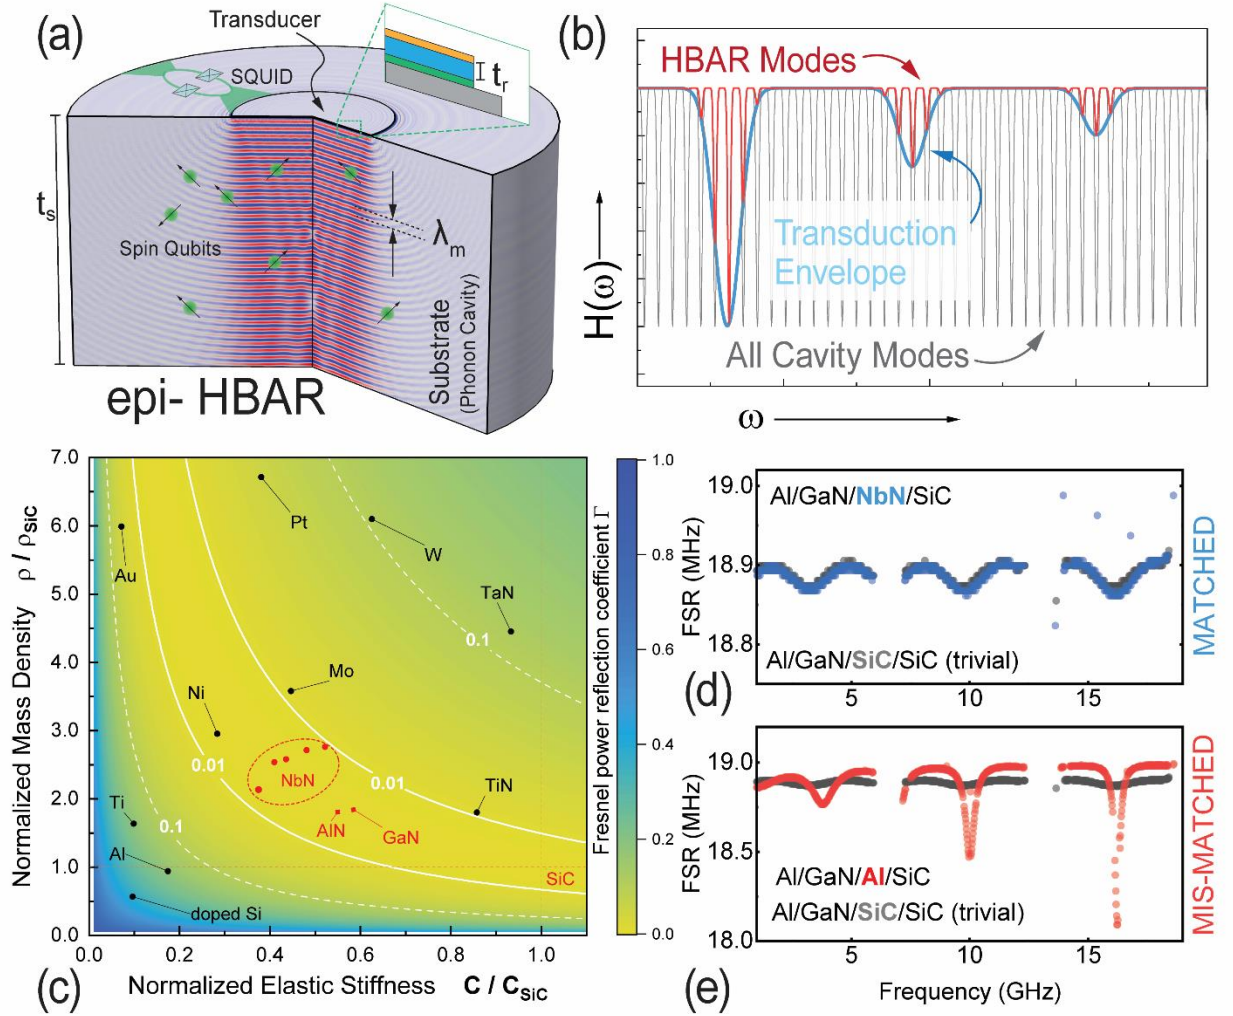 (a)
Transducer
SQUID
t_r
t_s
Spin Qubits
λ_m
Substrate
(Phonon Cavity)
epi- HBAR
(b)
HBAR Modes
Transduction
Envelope
All Cavity Modes
H(ω)
ω
(c)
7.0
6.0
5.0
4.0
3.0
2.0
1.0
0.0
Normalized Mass Density ρ / ρ_SiC
0.0
0.2
0.4
0.6
0.8
1.0
Normalized Elastic Stiffness C / C_SiC
Pt
Au
W
TaN
0.1
Mo
Ni
0.01
NbN
0.01
TiN
AlN
GaN
Ti
0.1
Al
SiC
doped Si
1.0
0.8
0.6
0.4
0.2
0.0
Fresnel power reflection coefficient Γ
(d)
19.0
18.9
18.8
FSR (MHz)
Al/GaN/NbN/SiC
Al/GaN/SiC/SiC (trivial)
5
10
15
MATCHED
(e)
19.0
18.5
18.0
FSR (MHz)
Al/GaN/Al/SiC
Al/GaN/SiC/SiC (trivial)
5
10
15
Frequency (GHz)
MIS-MATCHED